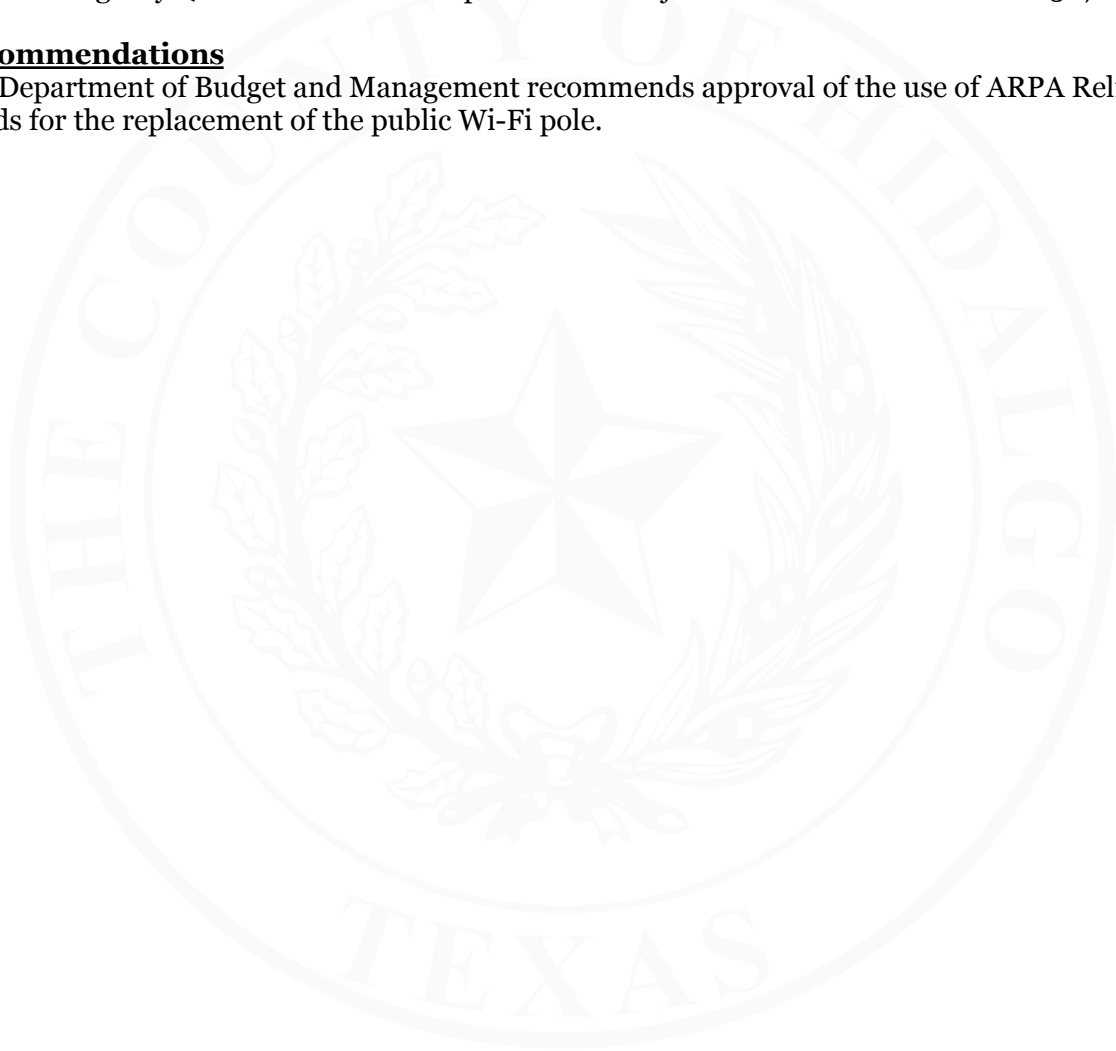 ommendations
Department of Budget and Management recommends approval of the use of ARPA Rel
ds for the replacement of the public Wi-Fi pole.
THE COUNTY OF HIDALGO
TEXAS